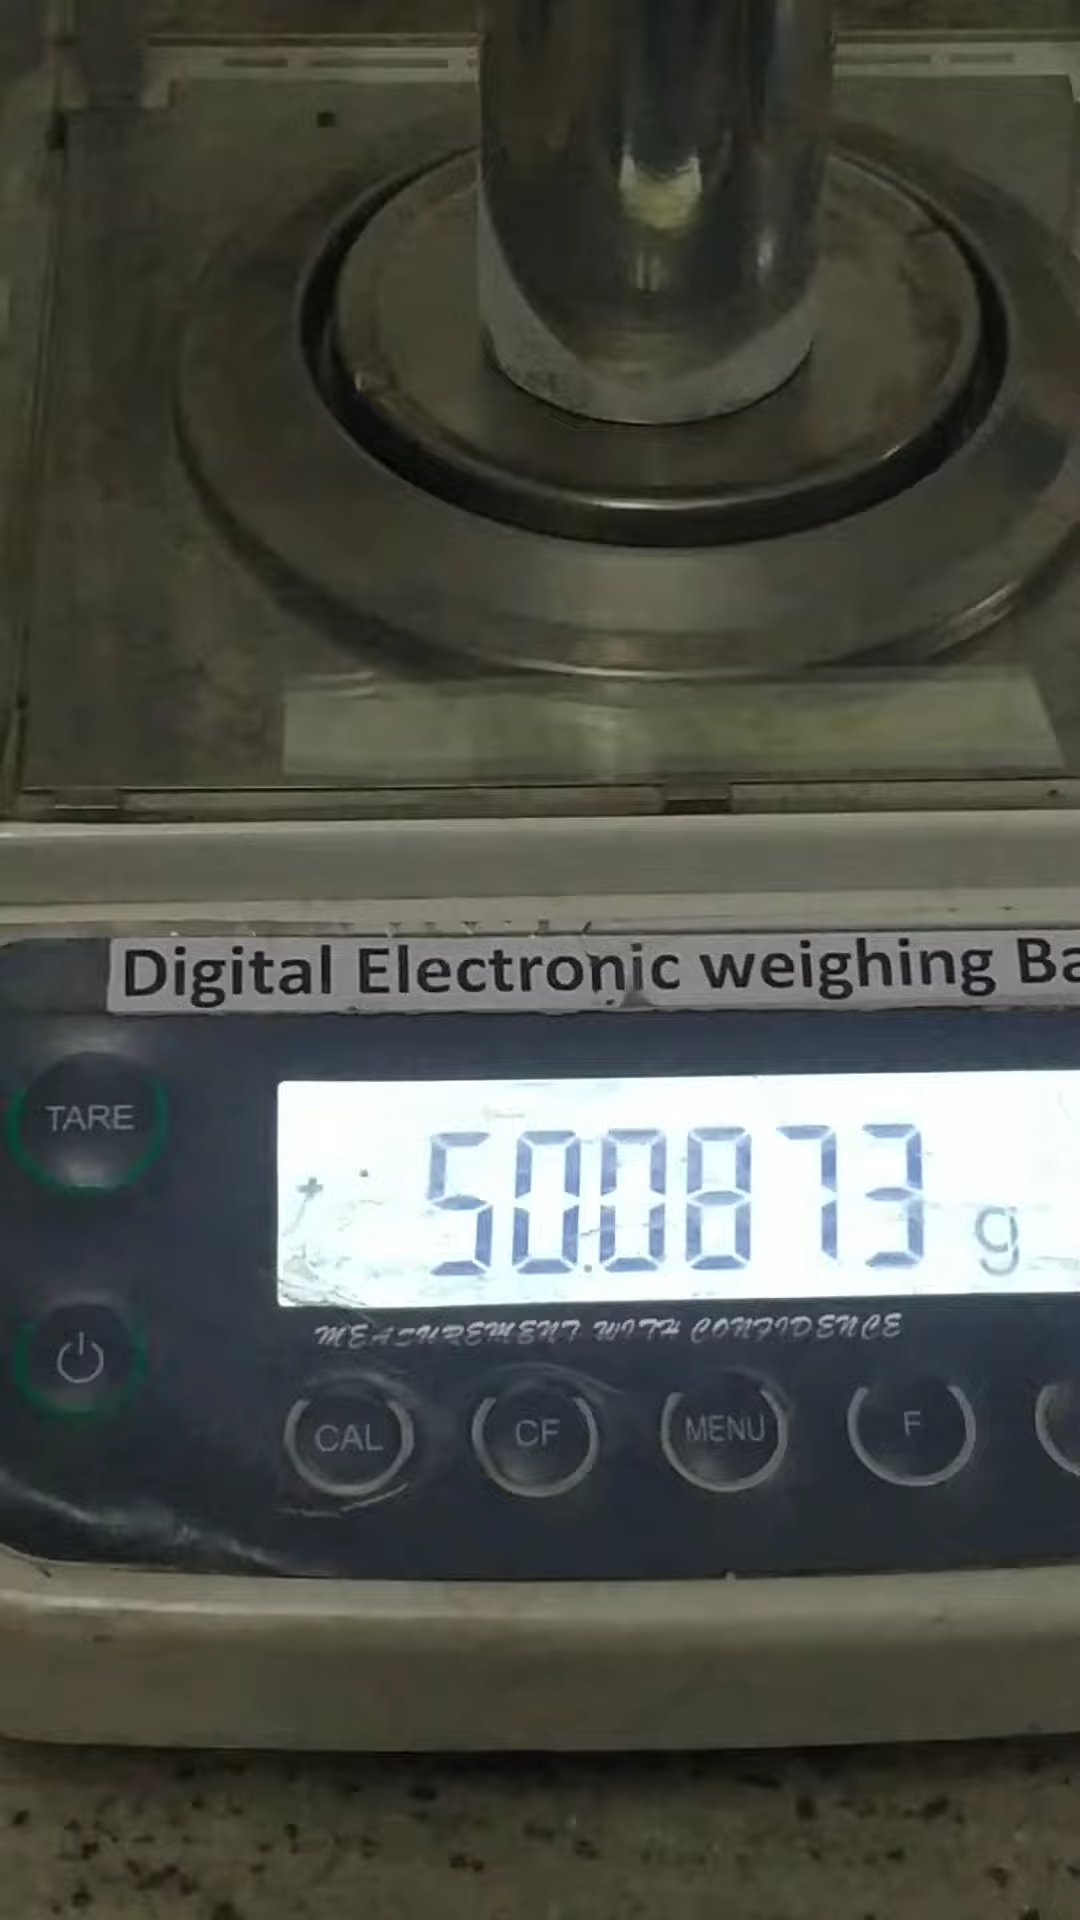 Digital Electronic weighing Ba
TARE
+ 50.0873 g
MEASUREMENT WITH CONFIDENCE
CAL CF MENU F